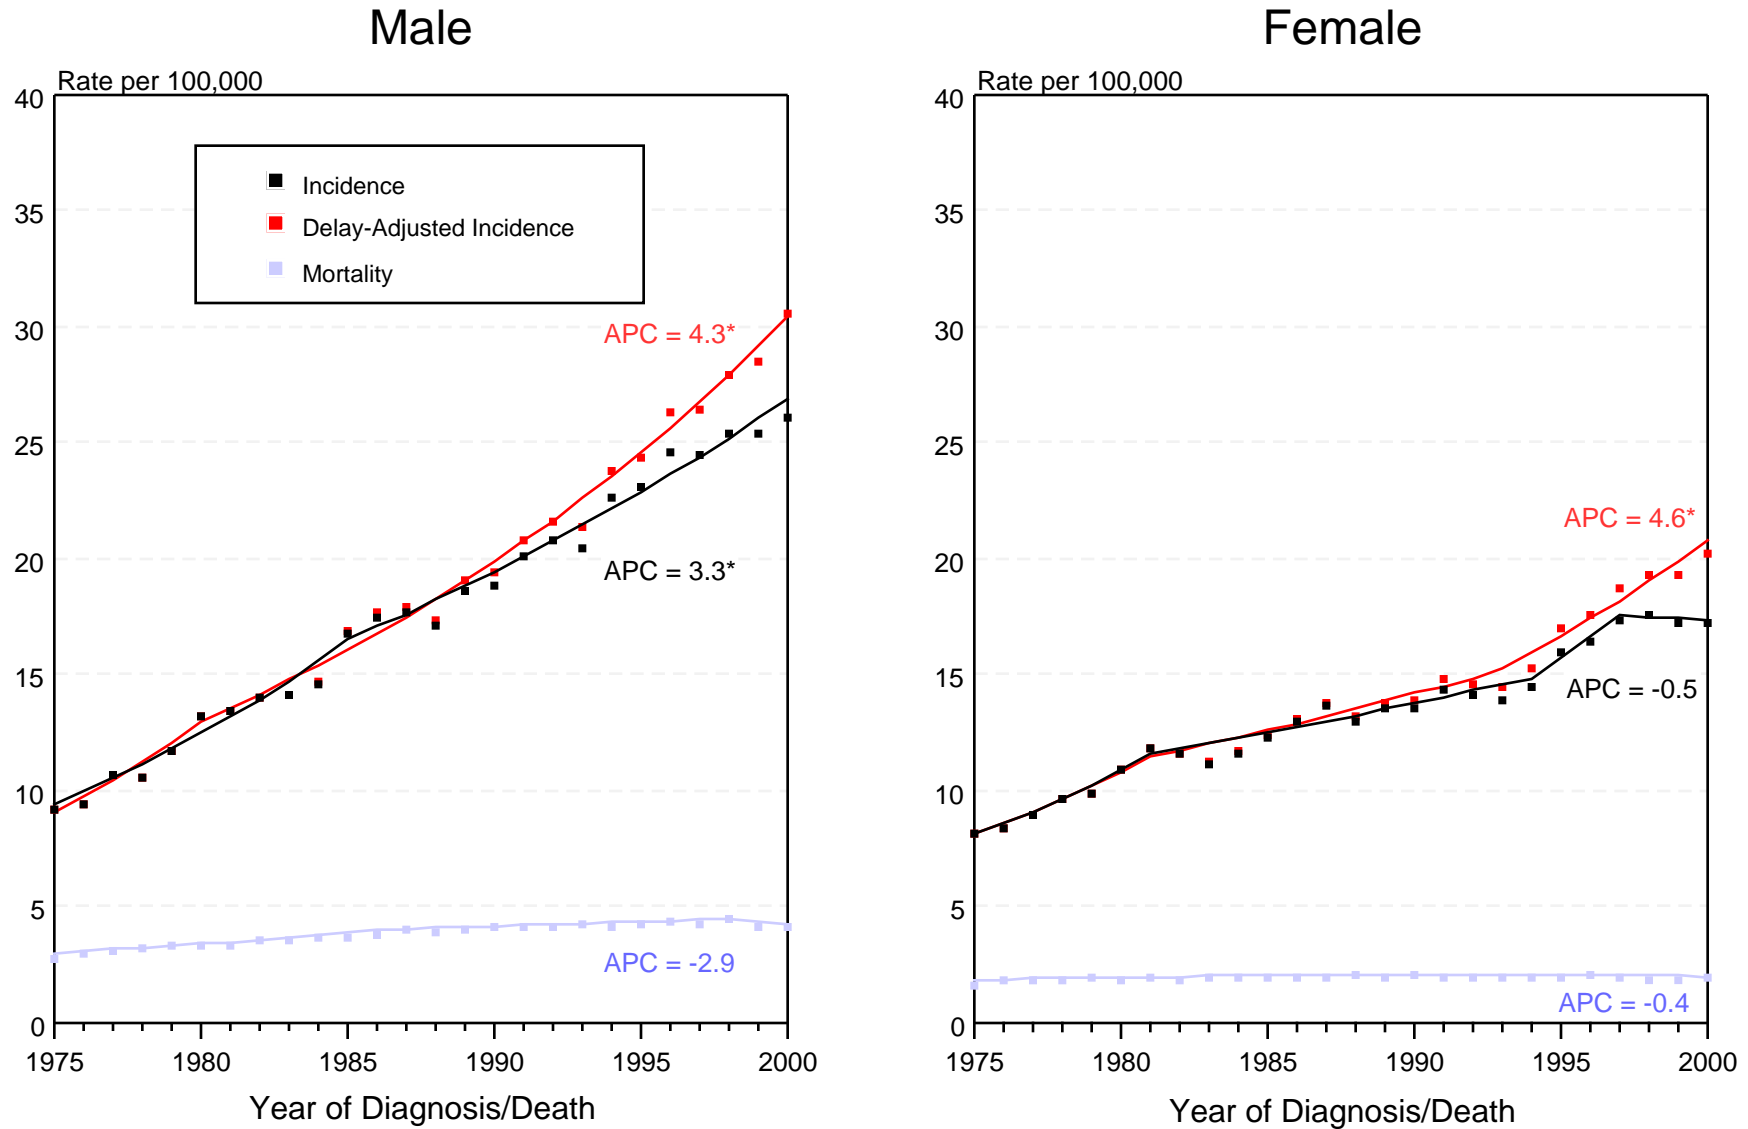 Male
Rate per 100,000
40
35
30
25
20
15
10
5
0
Incidence
Delay-Adjusted Incidence
Mortality
APC = 4.3*
APC = 3.3*
APC = -2.9
1975 1980 1985 1990 1995 2000
Year of Diagnosis/Death
Female
Rate per 100,000
40
35
30
25
20
15
10
5
0
APC = 4.6*
APC = -0.5
APC = -0.4
1975 1980 1985 1990 1995 2000
Year of Diagnosis/Death